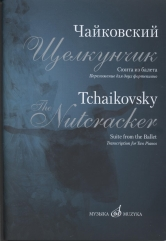 Чайковский
Щелкунчик
Сюита из балета
Переложение для двух фортепиано
Tchaikovsky
The
Nutcracker
Suite from the Ballet
Transcription for Two Pianos
МУЗЫКА MUZYKA